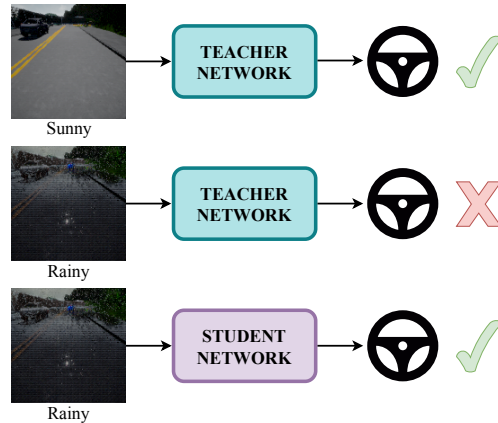 TEACHER
NETWORK
Sunny
TEACHER
NETWORK
Rainy
STUDENT
NETWORK
Rainy